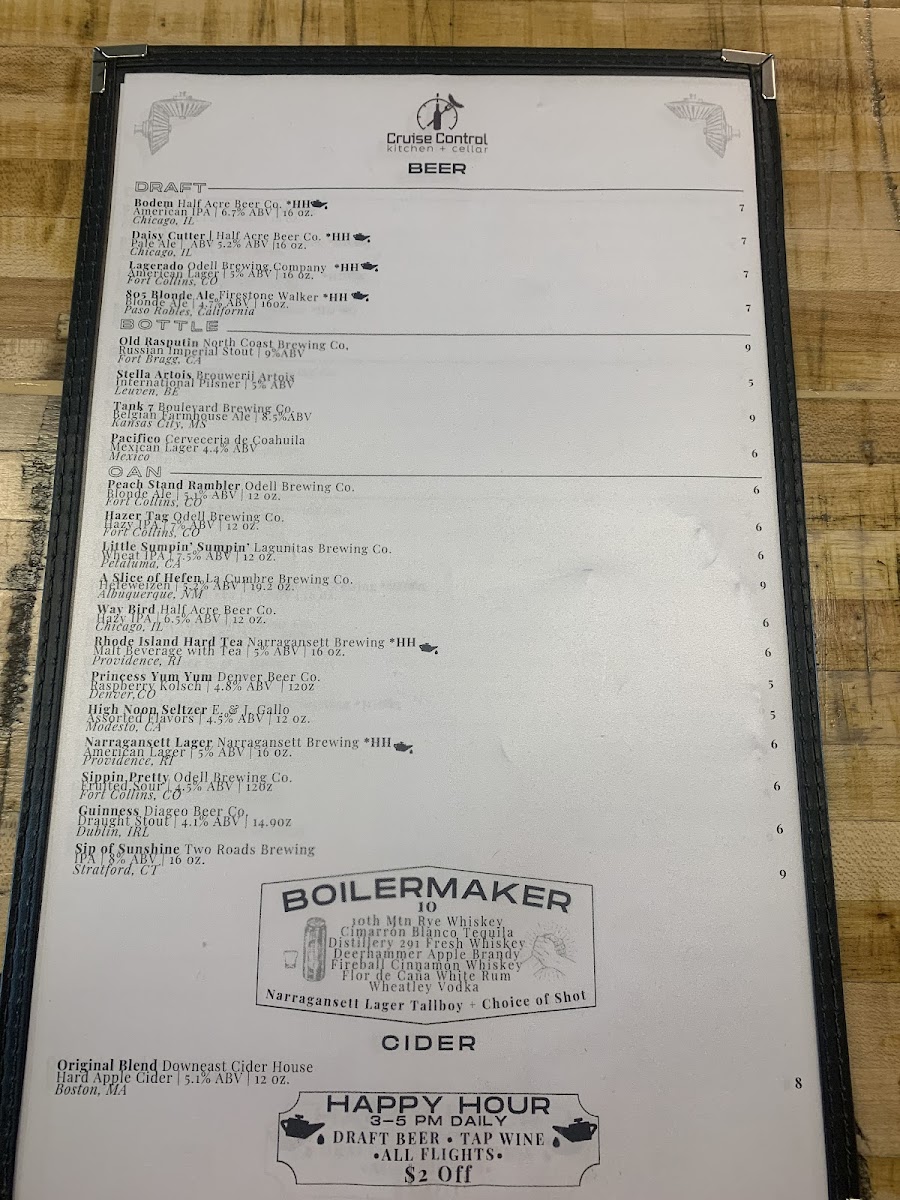 Cruise Control
kitchen + cellar
BEER
DRAFT
Bodem Half Acre Beer Co. *HH 7
American IPA | 6.7% ABV | 16 oz.
Chicago, IL
Daisy Cutter | Half Acre Beer Co. *HH 7
Pale Ale | ABV 5.2% ABV |16 oz.
Chicago, IL
Lagerado Odell Brewing Company *HH 7
American Lager | 5% ABV | 16 oz.
Fort Collins, CO
805 Blonde Ale Firestone Walker *HH 7
Blonde Ale | 4.7% ABV | 16oz.
Paso Robles, California
BOTTLE
Old Rasputin North Coast Brewing Co. 9
Russian Imperial Stout | 9%ABV
Fort Bragg, CA
Stella Artois Brouwerij Artois 5
International Pilsner | 5% ABV
Leuven, BE
Tank 7 Boulevard Brewing Co. 9
Belgian Farmhouse Ale | 8.5%ABV
Kansas City, MS
Pacifico Cerveceria de Coahuila 6
Mexican Lager 4.4% ABV
Mexico
CAN
Peach Stand Rambler Odell Brewing Co. 6
Blonde Ale | 5.1% ABV | 12 oz.
Fort Collins, CO
Hazer Tag Odell Brewing Co. 6
Hazy IPA | 7% ABV | 12 oz.
Fort Collins, CO
Little Sumpin' Sumpin' Lagunitas Brewing Co. 6
Wheat IPA | 7.5% ABV | 12 oz.
Petaluma, CA
A Slice of Hefen La Cumbre Brewing Co. 9
Hefeweizen | 5.2% ABV | 19.2 oz.
Albuquerque, NM
Way Bird Half Acre Beer Co. 6
Hazy IPA | 6.5% ABV | 12 oz.
Chicago, IL
Rhode Island Hard Tea Narragansett Brewing *HH 6
Malt Beverage with Tea | 5% ABV | 16 oz.
Providence, RI
Princess Yum Yum Denver Beer Co. 5
Raspberry Kolsch | 4.8% ABV | 12oz
Denver,CO
High Noon Seltzer E. & J. Gallo 5
Assorted Flavors | 4.5% ABV | 12 oz.
Modesto, CA
Narragansett Lager Narragansett Brewing *HH 6
American Lager | 5% ABV | 16 oz.
Providence, RI
Sippin Pretty Odell Brewing Co. 6
Fruited Sour | 4.5% ABV | 12oz
Fort Collins, CO
Guinness Diageo Beer Co. 6
Draught Stout | 4.1% ABV | 14.9oz
Dublin, IRL
Sip of Sunshine Two Roads Brewing 9
IPA | 8% ABV | 16 oz.
Stratford, CT
BOILERMAKER
10
10th Mtn Rye Whiskey
Cimarron Blanco Tequila
Distillery 291 Fresh Whiskey
Deerhammer Apple Brandy
Fireball Cinnamon Whiskey
Flor de Caña White Rum
Wheatley Vodka
Narragansett Lager Tallboy + Choice of Shot
CIDER
Original Blend Downeast Cider House 8
Hard Apple Cider | 5.1% ABV | 12 oz.
Boston, MA
HAPPY HOUR
3-5 PM DAILY
DRAFT BEER • TAP WINE
•ALL FLIGHTS•
$2 Off